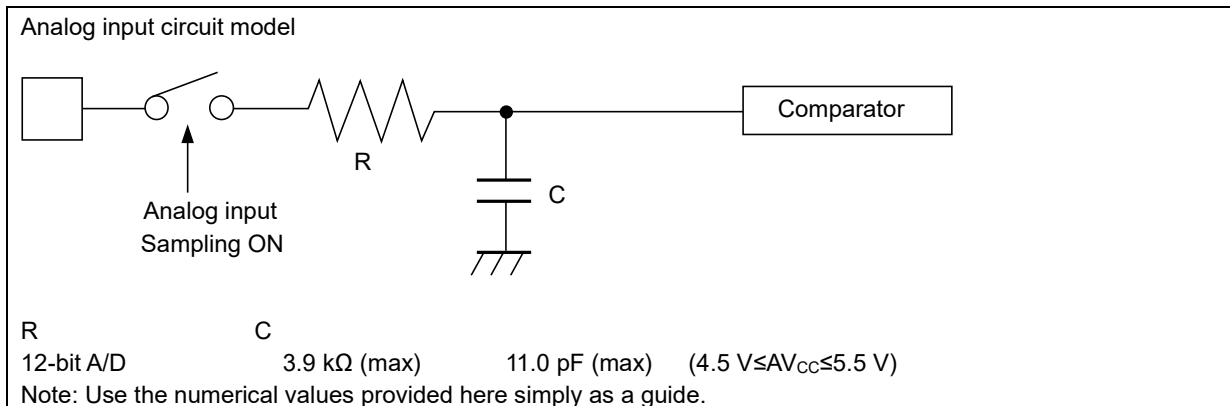 Analog input circuit model
Comparator
R
C
Analog input
Sampling ON
R C
12-bit A/D 3.9 kΩ (max) 11.0 pF (max) (4.5 V≤AVCC≤5.5 V)
Note: Use the numerical values provided here simply as a guide.